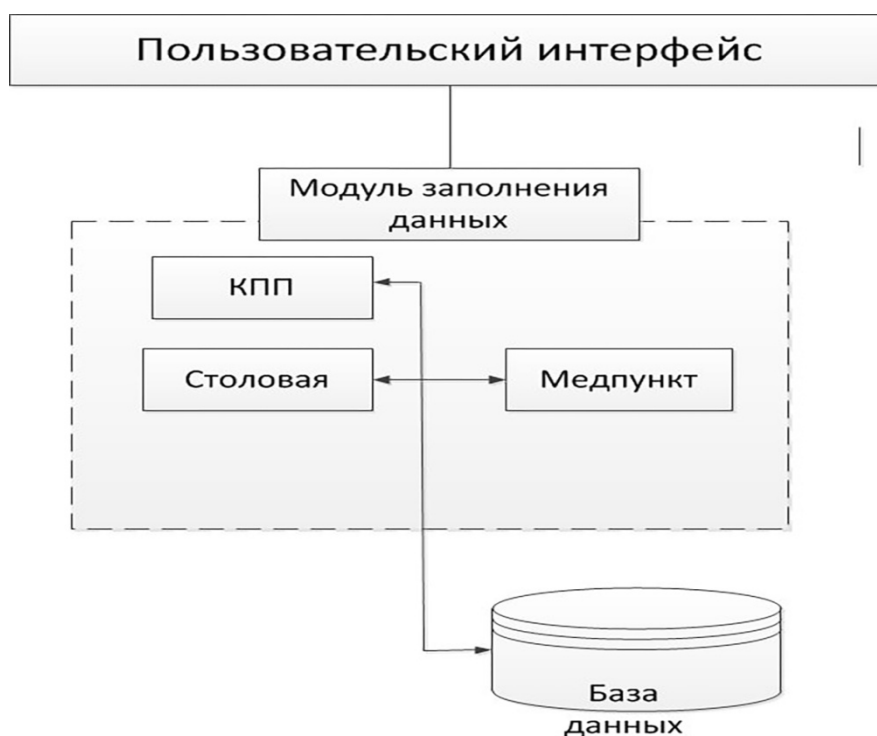 Пользовательский интерфейс
Модуль заполнения
данных
КПП
Столовая
Медпункт
База
данных